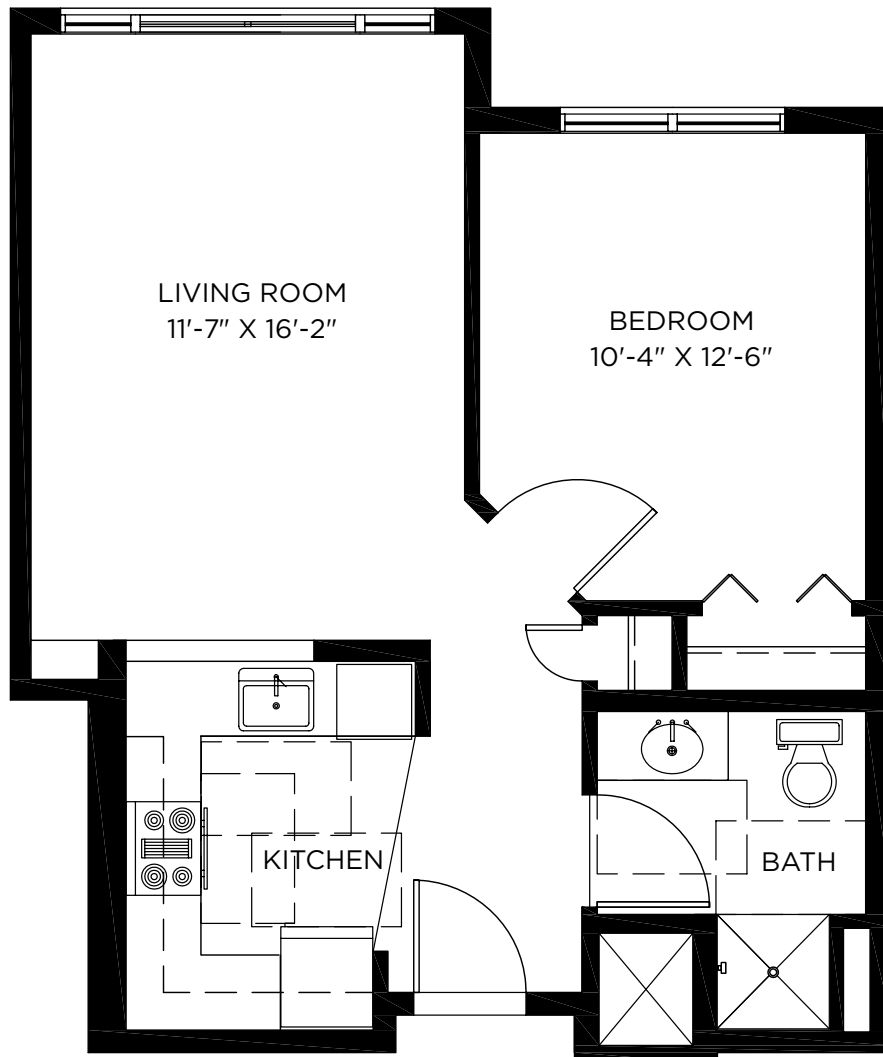 LIVING ROOM
11'-7" X 16'-2"
BEDROOM
10'-4" X 12'-6"
KITCHEN
BATH